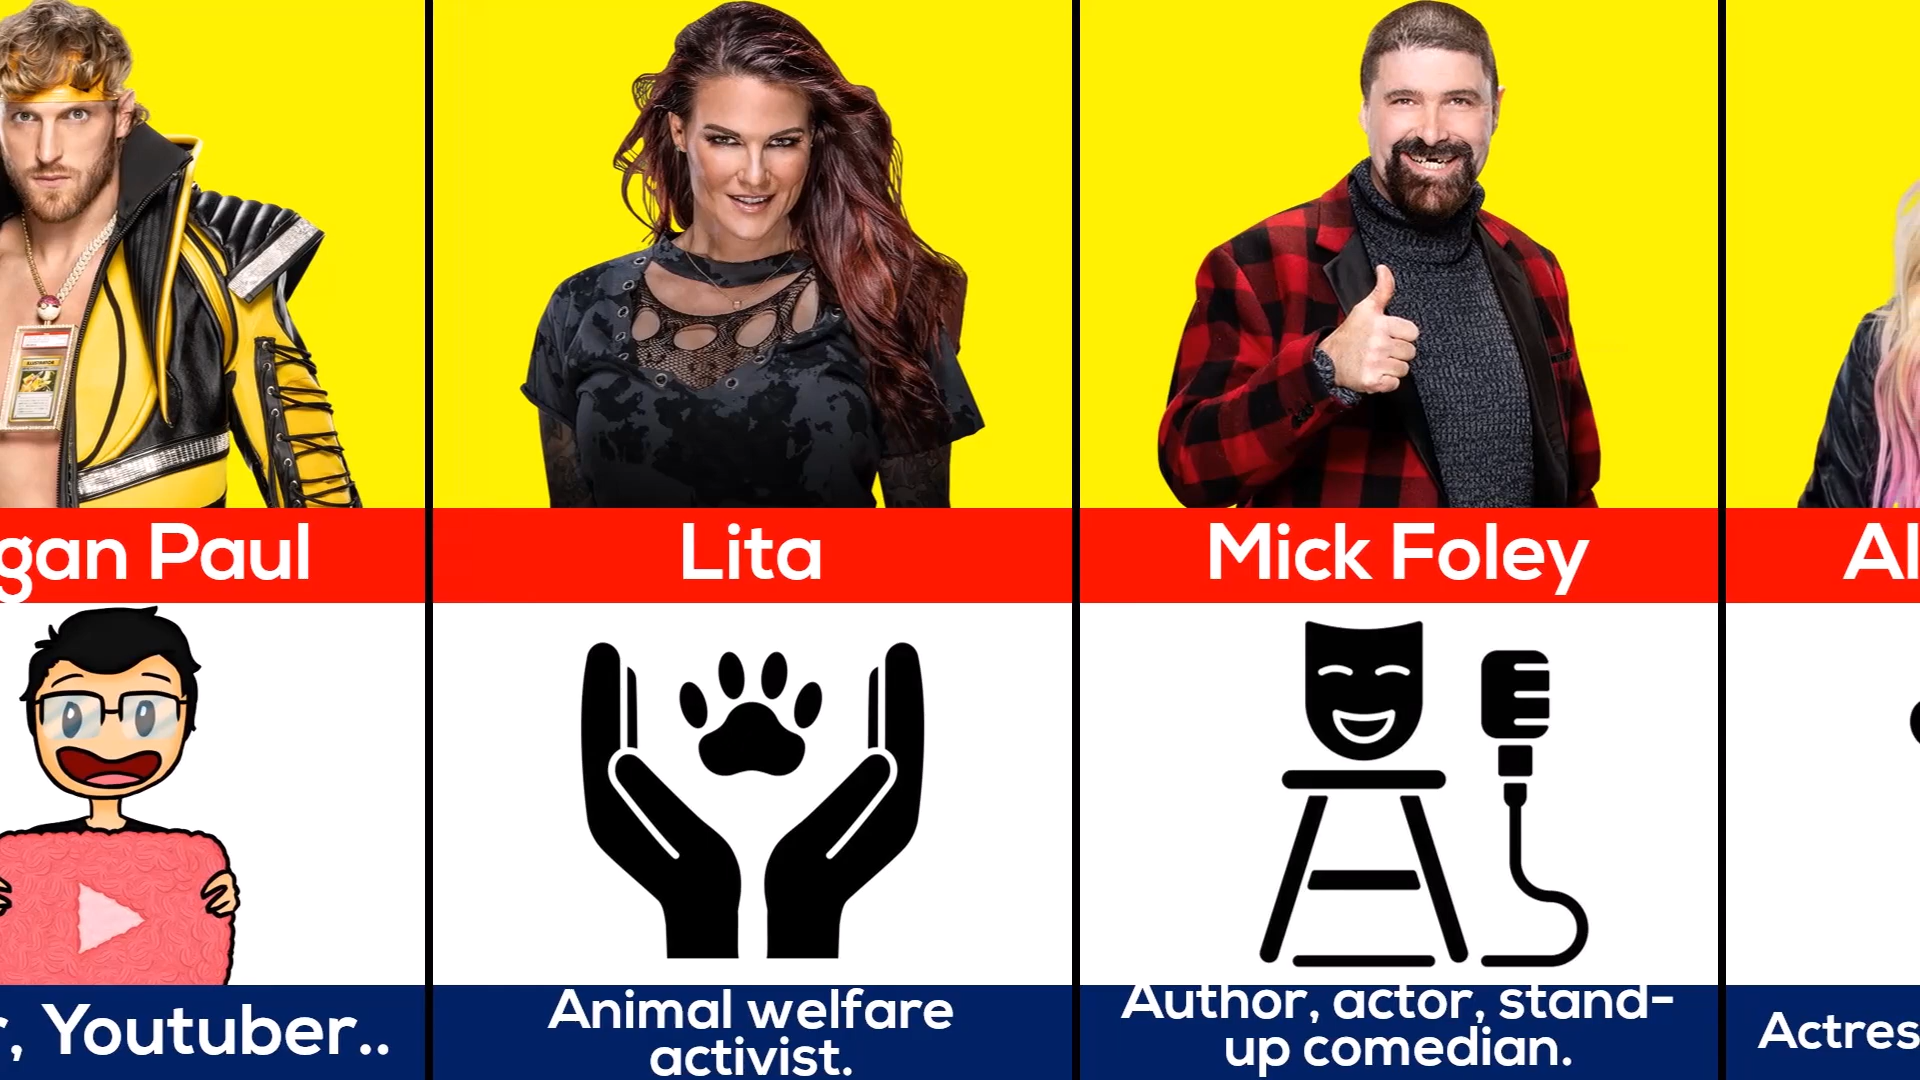 gan Paul
Lita
Mick Foley
Al
r, Youtuber..
Animal welfare
activist.
Author, actor, stand-
up comedian.
Actres